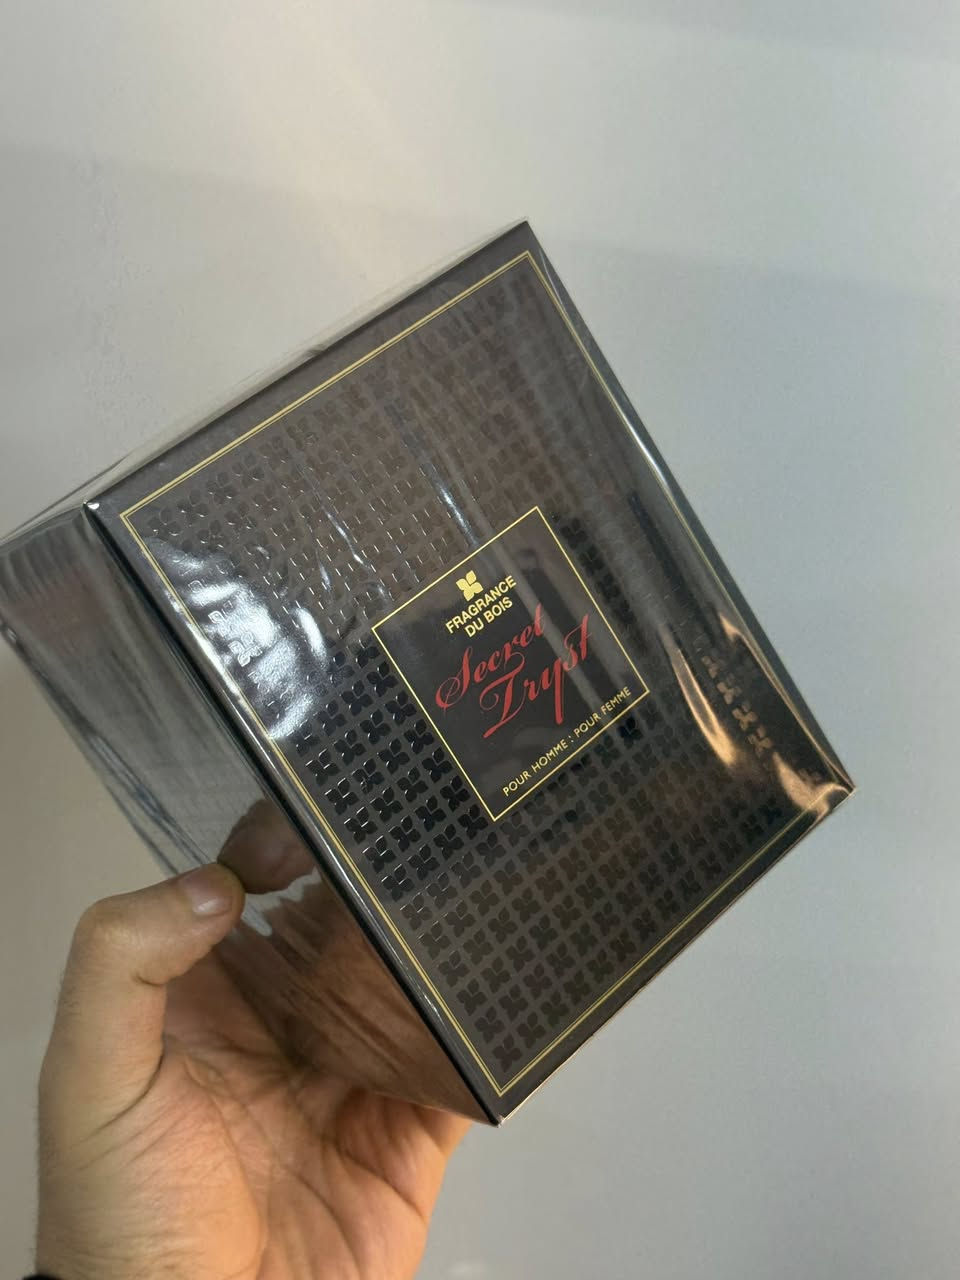 FRAGRANCE
DU BOIS
Secret
Tryst
POUR HOMME : POUR FEMME